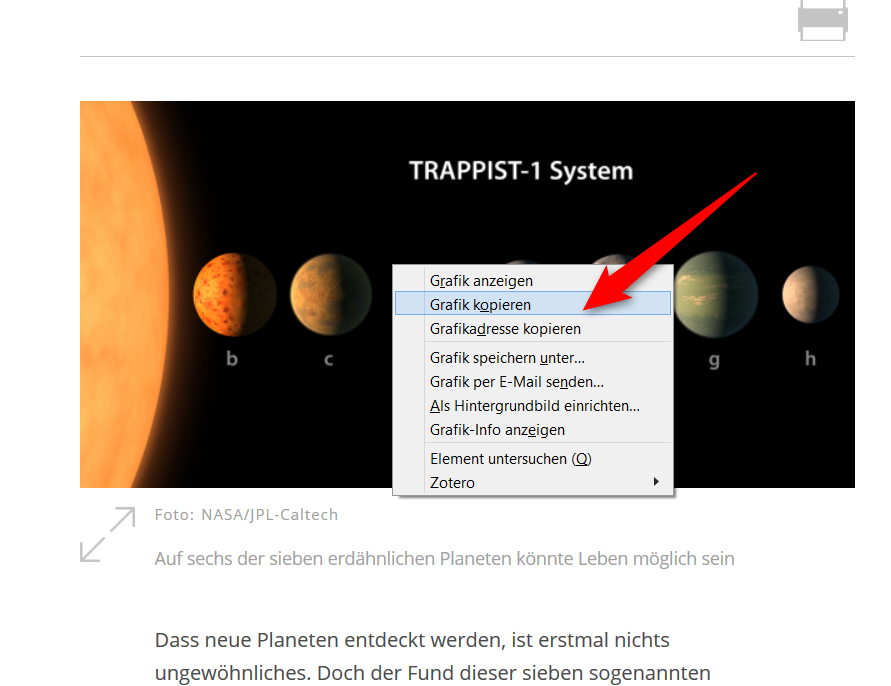 TRAPPIST-1 System
b
c
g
h
Grafik anzeigen
Grafik kopieren
Grafikadresse kopieren
Grafik speichern unter...
Grafik per E-Mail senden...
Als Hintergrundbild einrichten...
Grafik-Info anzeigen
Element untersuchen (Q)
Zotero
Foto: NASA/JPL-Caltech
Auf sechs der sieben erdähnlichen Planeten könnte Leben möglich sein
Dass neue Planeten entdeckt werden, ist erstmal nichts
ungewöhnliches. Doch der Fund dieser sieben sogenannten